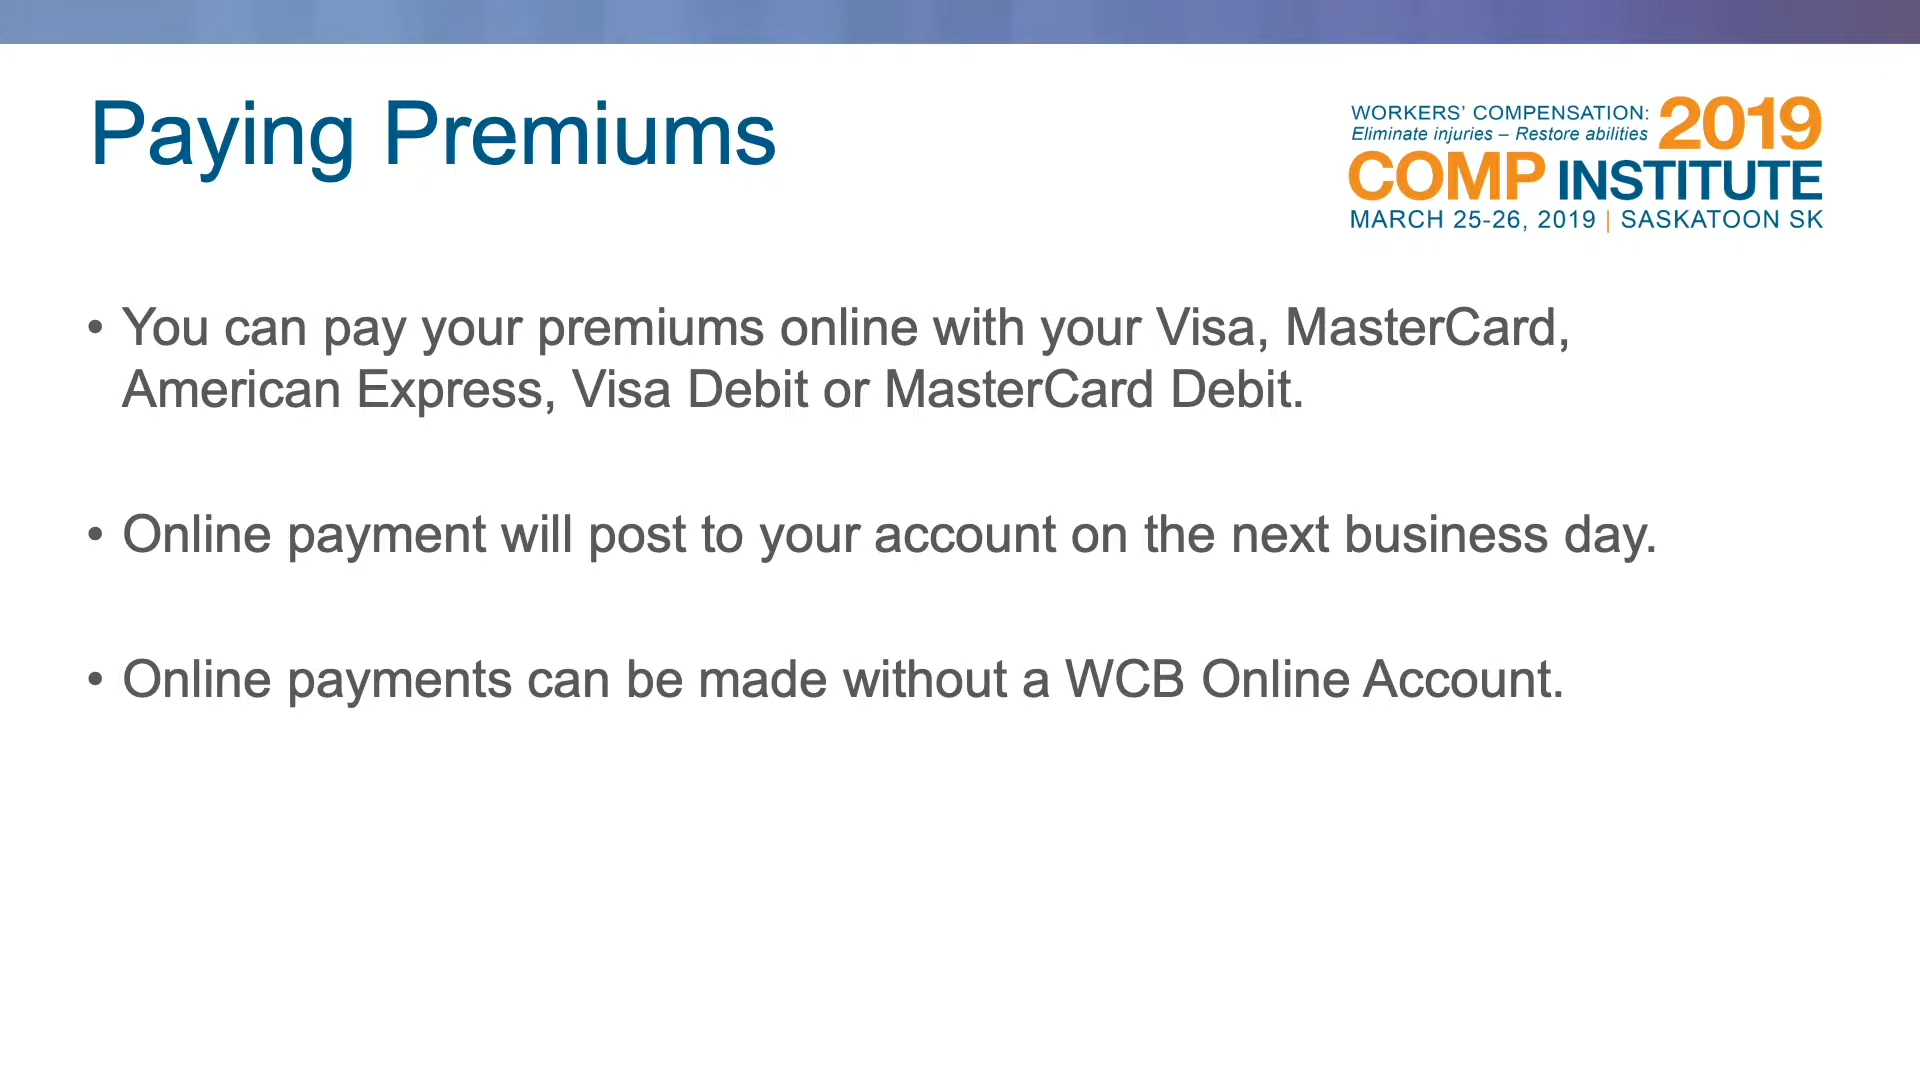 Paying Premiums
WORKERS’ COMPENSATION:
Eliminate injuries – Restore abilities
2019
COMP INSTITUTE
MARCH 25-26, 2019 | SASKATOON SK
• You can pay your premiums online with your Visa, MasterCard,
American Express, Visa Debit or MasterCard Debit.
• Online payment will post to your account on the next business day.
• Online payments can be made without a WCB Online Account.